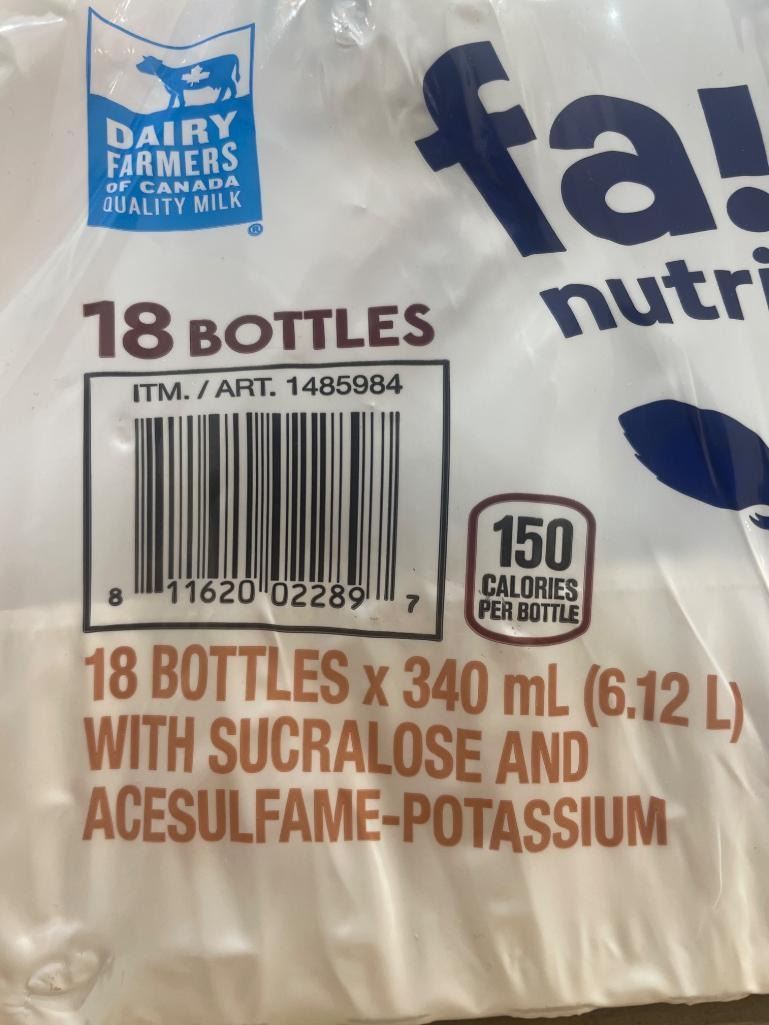 DAIRY
FARMERS
OF CANADA
QUALITY MILK
®
fa!
nutri
18 BOTTLES
ITM. / ART. 1485984
8 11620 02289 7
150
CALORIES
PER BOTTLE
18 BOTTLES x 340 mL (6.12 L)
WITH SUCRALOSE AND
ACESULFAME-POTASSIUM